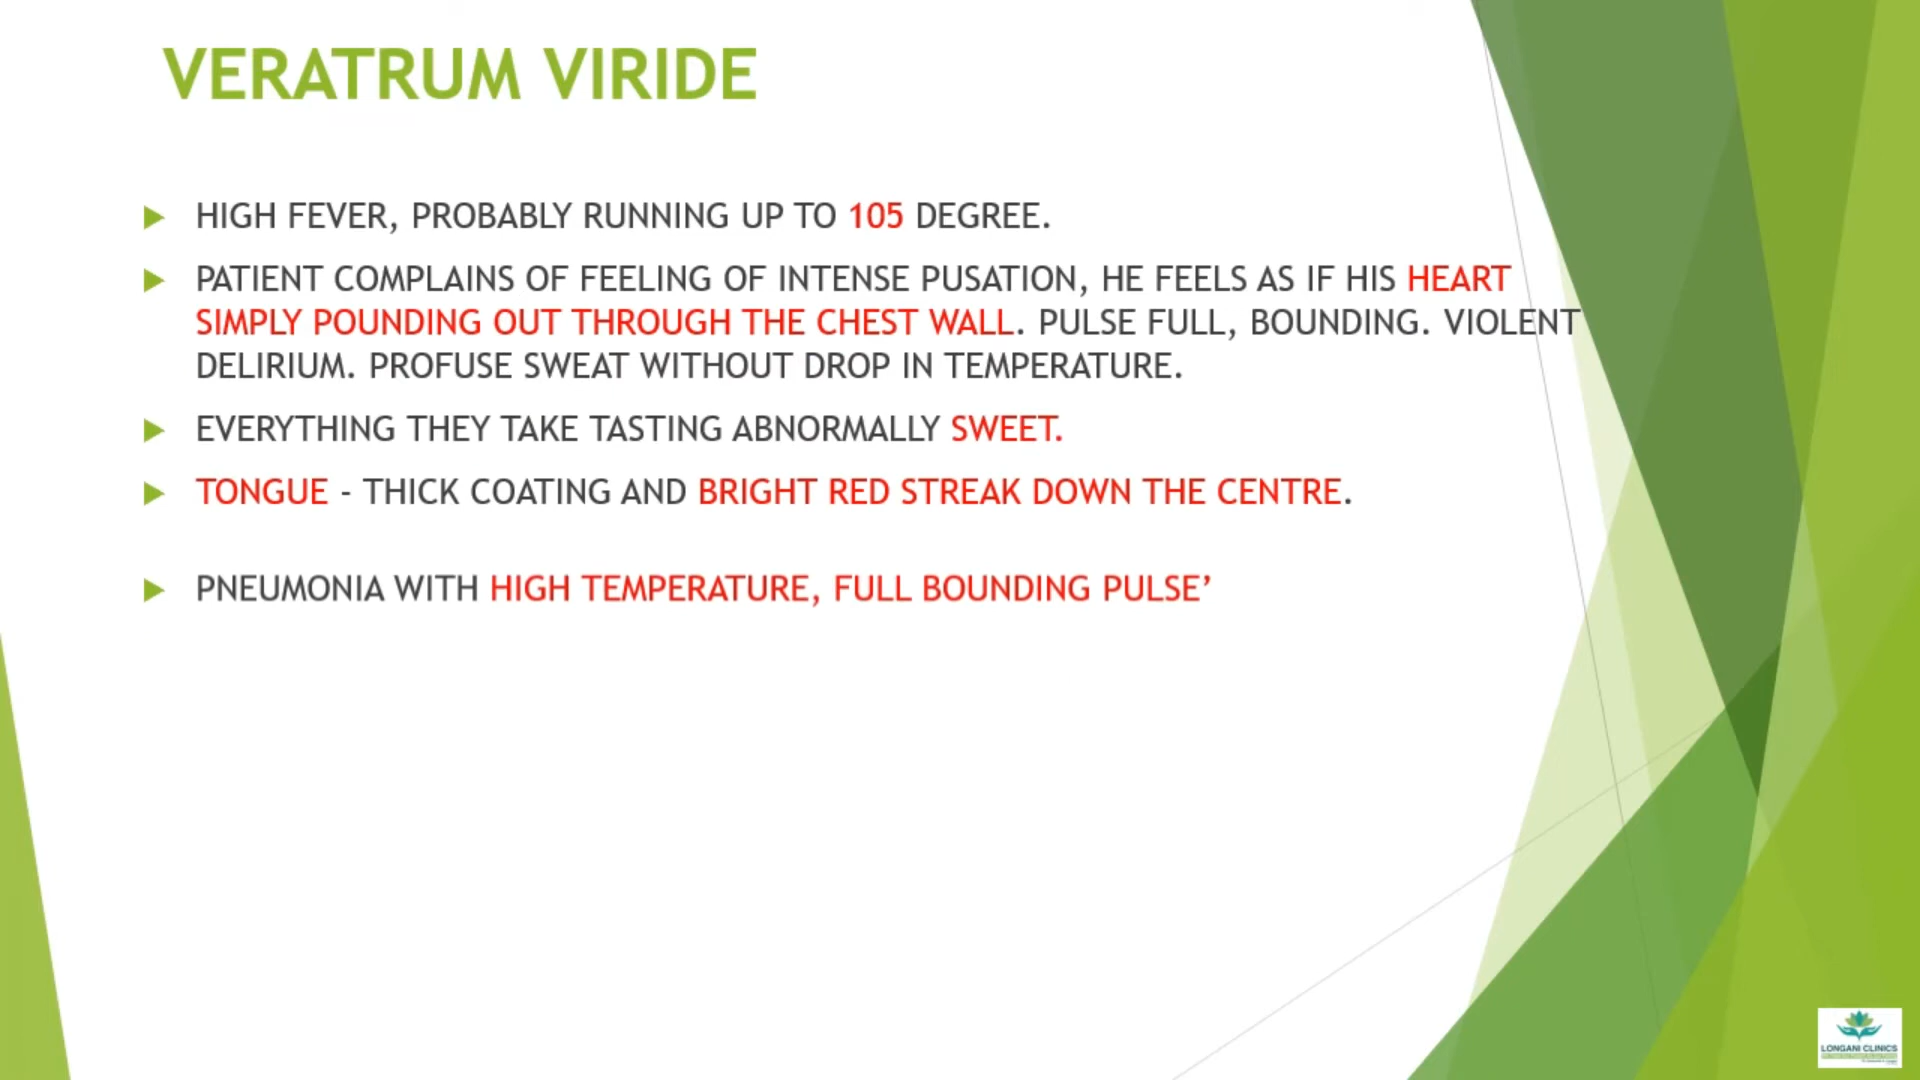 VERATRUM VIRIDE
HIGH FEVER, PROBABLY RUNNING UP TO 105 DEGREE.
PATIENT COMPLAINS OF FEELING OF INTENSE PUSATION, HE FEELS AS IF HIS HEART
SIMPLY POUNDING OUT THROUGH THE CHEST WALL. PULSE FULL, BOUNDING. VIOLENT
DELIRIUM. PROFUSE SWEAT WITHOUT DROP IN TEMPERATURE.
EVERYTHING THEY TAKE TASTING ABNORMALLY SWEET.
TONGUE - THICK COATING AND BRIGHT RED STREAK DOWN THE CENTRE.
PNEUMONIA WITH HIGH TEMPERATURE, FULL BOUNDING PULSE’
LONGANI CLINICS